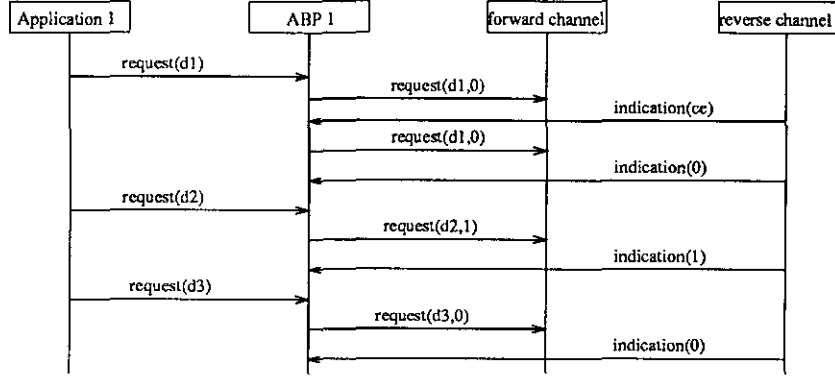 Application 1
ABP 1
forward channel
reverse channel
request(d1)
request(d1,0)
indication(ce)
request(d1,0)
indication(0)
request(d2)
request(d2,1)
indication(1)
request(d3)
request(d3,0)
indication(0)